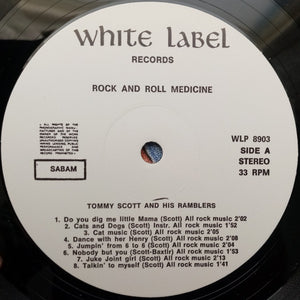 White Label
RECORDS
ROCK AND ROLL MEDICINE
WLP 8903
SIDE A
STEREO
33 RPM
SABAM
TOMMY SCOTT AND HIS RAMBLERS
1. Do you dig me little Mama (Scott) All rock music 2'02
2. Cats and Dogs (Scott) Instr. All rock music 1'52
3. Cat music (Scott) All rock music 2'05
4. Dance with her Henry (Scott) All rock music 2'08
5. Jumpin' from 6 to 6 (Scott) All rock music 2'04
6. Nobody but you (Scott-Baxtir) All rock music 1'53
7. Juke Joint girl (Scott) All rock music 2'53
8. Talkin' to myself (Scott) All rock music 1'41